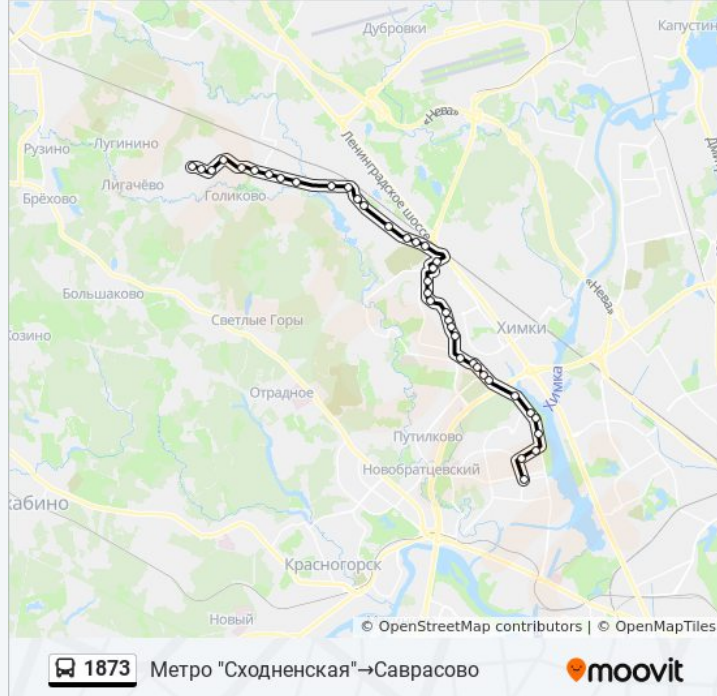 Дубровки
Капустин
«Нева»
Лугинино
Рузино
Ленинградское шоссе
Лигачёво
Голиково
Брёхово
«Нева»
Большаково
Светлые Горы
Химки
Козино
Химка
Отрадное
Путилково
Новобратцевский
кабино
Красногорск
Новый
© OpenStreetMap contributors | © OpenMapTiles
1873 Метро "Сходненская"→Саврасово
moovit